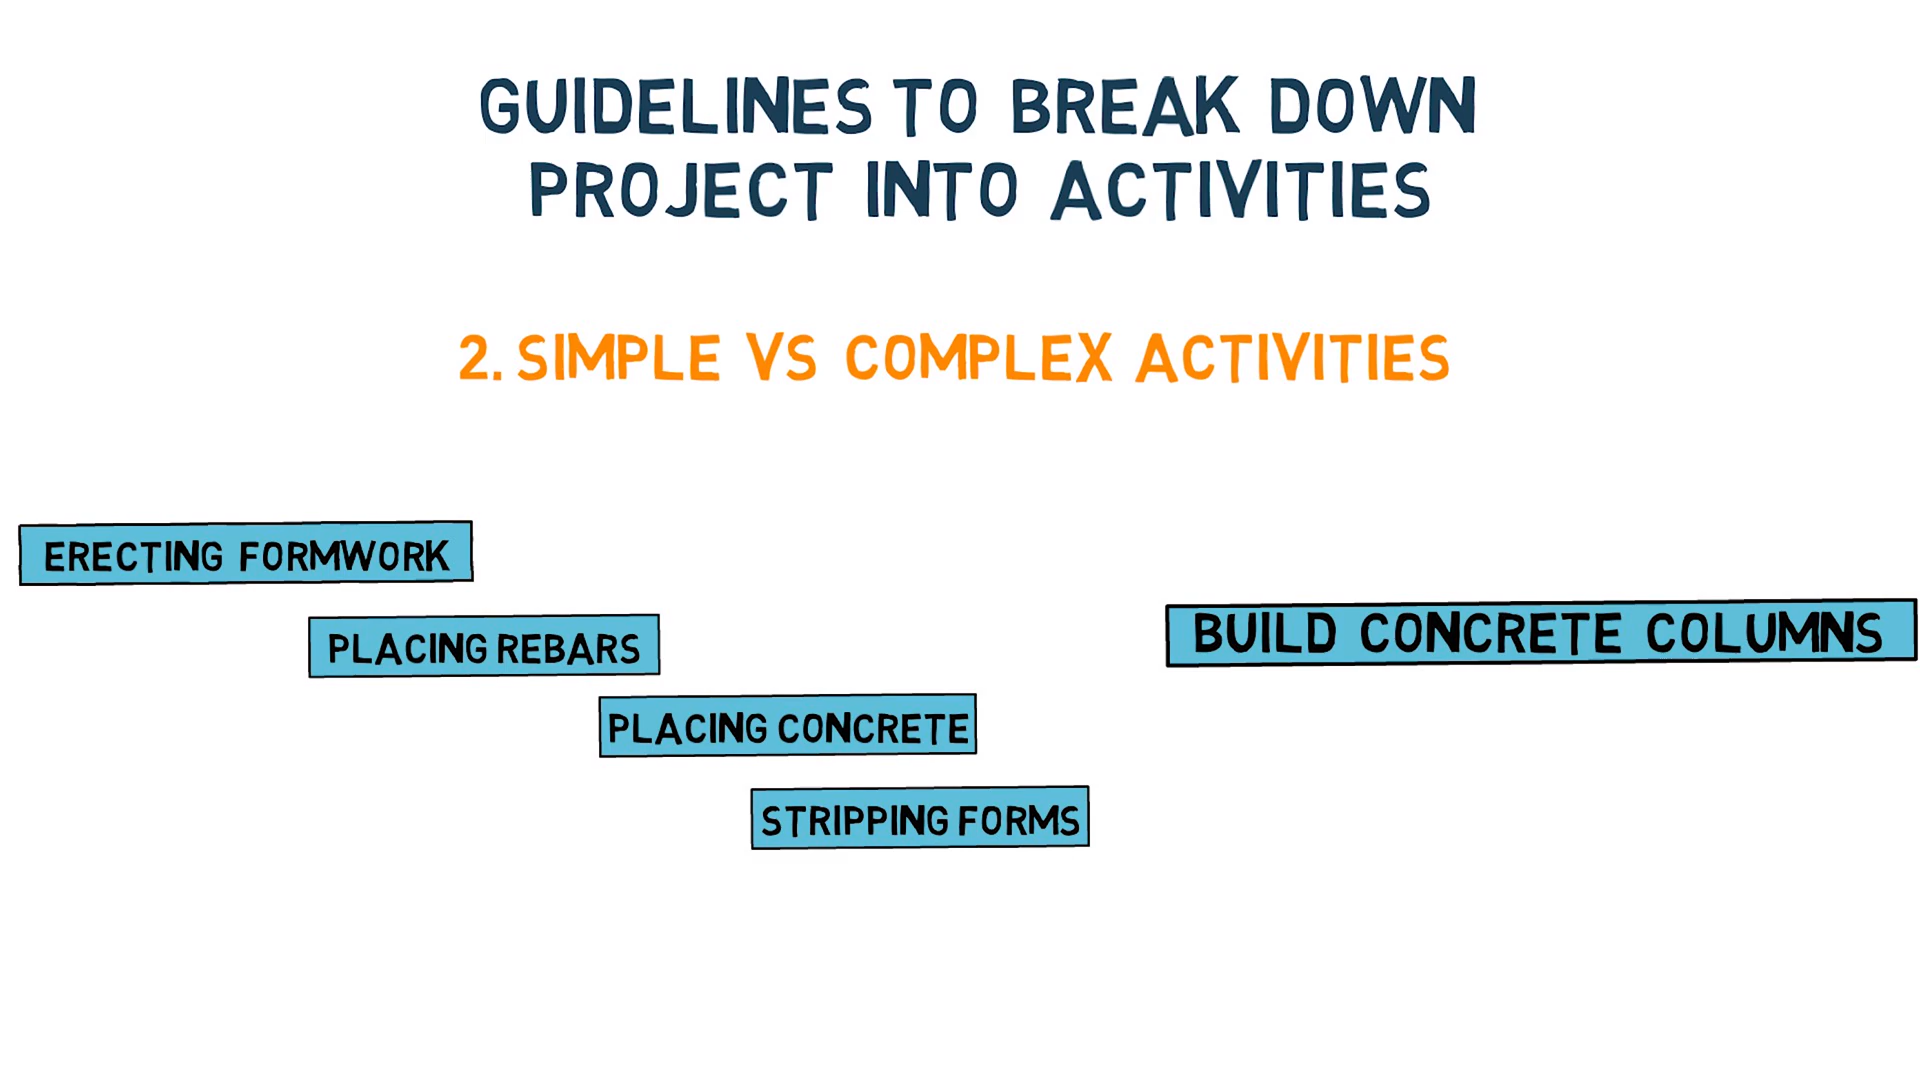 GUIDELINES TO BREAK DOWN
PROJECT INTO ACTIVITIES
2. SIMPLE VS COMPLEX ACTIVITIES
ERECTING FORMWORK
PLACING REBARS
PLACING CONCRETE
STRIPPING FORMS
BUILD CONCRETE COLUMNS